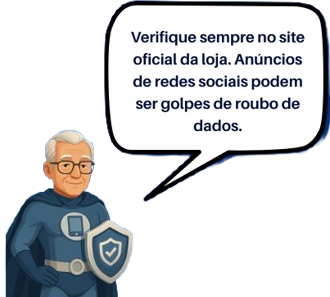 Verifique sempre no site
oficial da loja. Anúncios
de redes sociais podem
ser golpes de roubo de
dados.